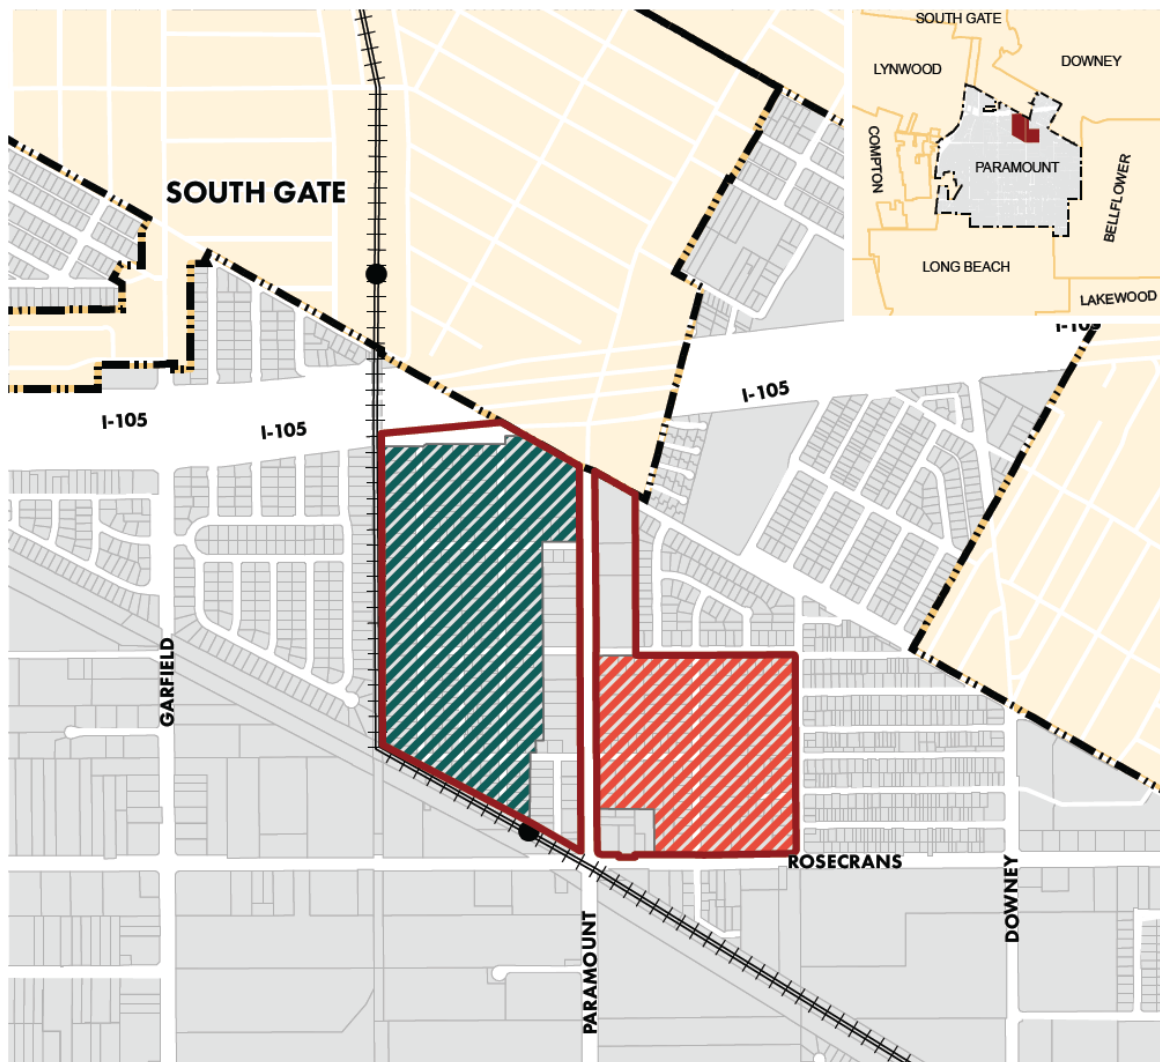 SOUTH GATE
DOWNEY
LYNWOOD
COMPTON
PARAMOUNT
BELLFLOWER
LONG BEACH
LAKEWOOD
SOUTH GATE
I-105
I-105
I-105
I-105
GARFIELD
ROSECRANS
DOWNEY
PARAMOUNT